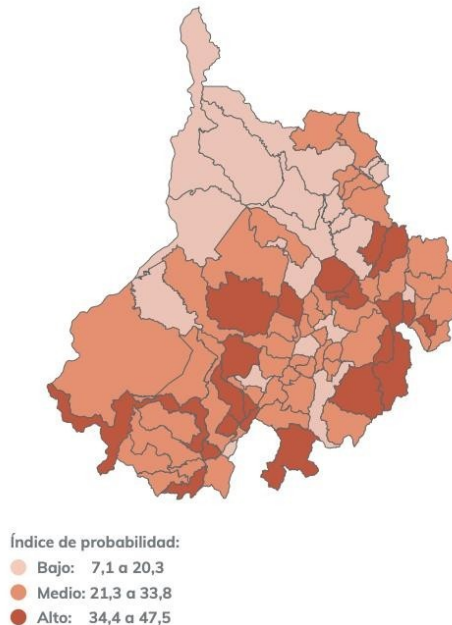 Índice de probabilidad:
Bajo: 7,1 a 20,3
Medio: 21,3 a 33,8
Alto: 34,4 a 47,5